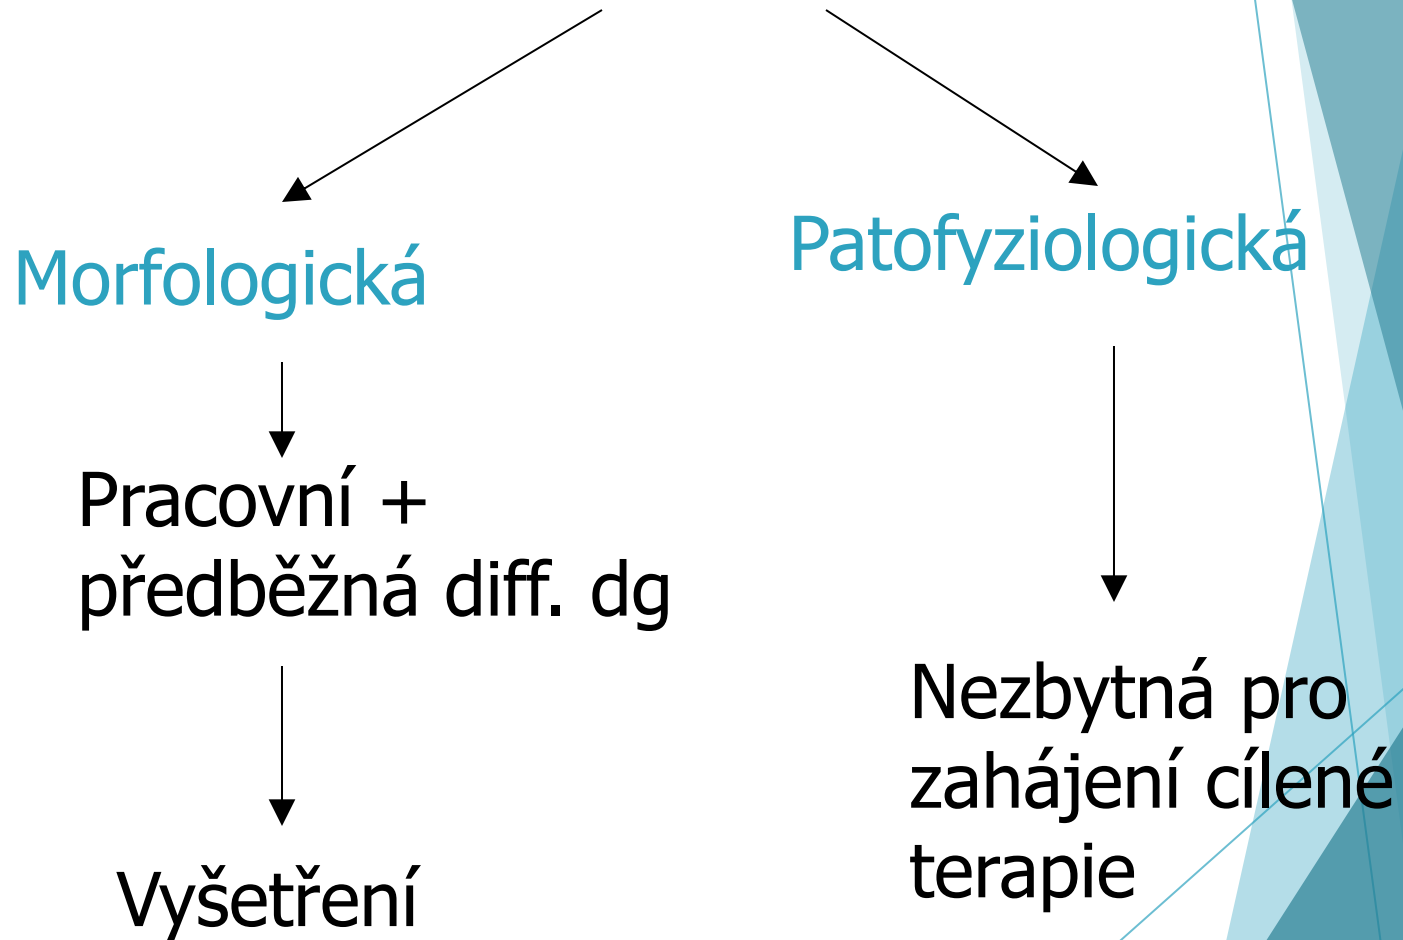 Morfologická
Patofyziologická
Pracovní +
předběžná diff. dg
Vyšetření
Nezbytná pro
zahájení cílené
terapie